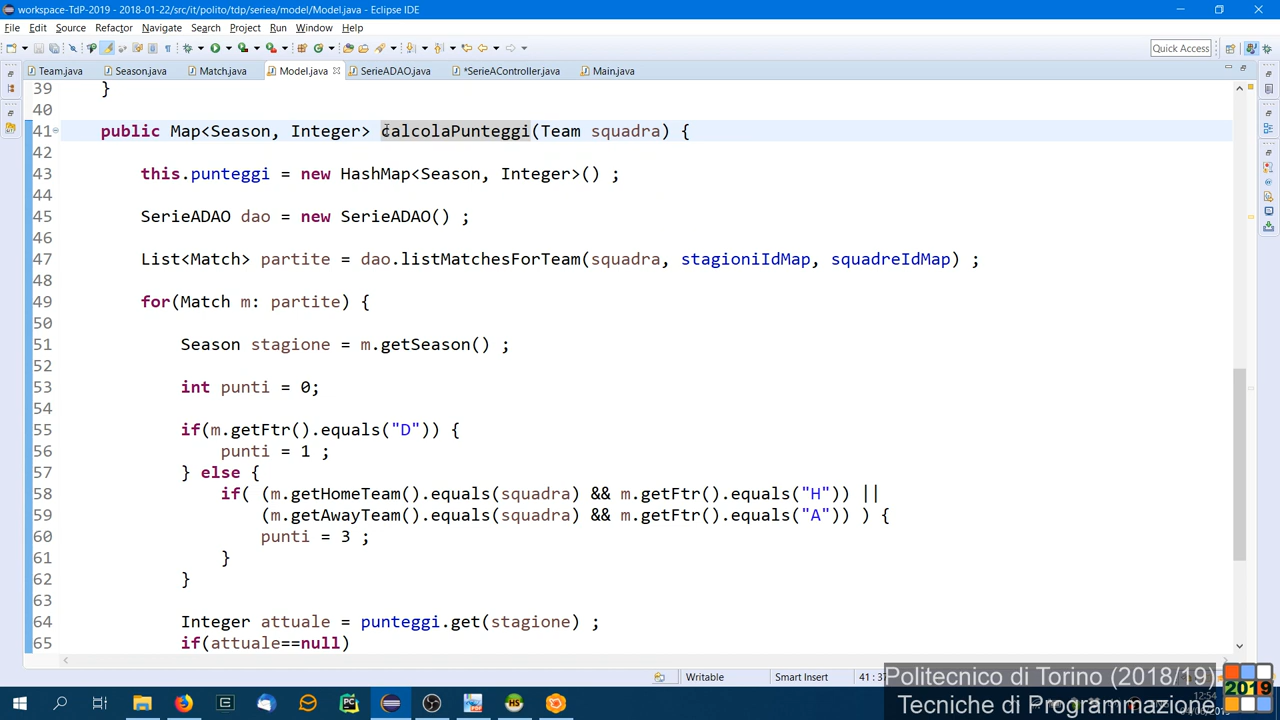 workspace-TdP-2019 - 2018-01-22/src/it/polito/tdp/seriea/model/Model.java - Eclipse IDE
File Edit Source Refactor Navigate Search Project Run Window Help
Quick Access
Team.java Season.java Match.java Model.java SerieADAO.java *SerieAController.java Main.java
39 }
40
41 public Map<Season, Integer> calcolaPunteggi(Team squadra) {
42
43 this.punteggi = new HashMap<Season, Integer>() ;
44
45 SerieADAO dao = new SerieADAO() ;
46
47 List<Match> partite = dao.listMatchesForTeam(squadra, stagioniIdMap, squadreIdMap) ;
48
49 for(Match m: partite) {
50
51 Season stagione = m.getSeason() ;
52
53 int punti = 0;
54
55 if(m.getFtr().equals("D")) {
56 punti = 1 ;
57 } else {
58 if( (m.getHomeTeam().equals(squadra) && m.getFtr().equals("H")) ||
59 (m.getAwayTeam().equals(squadra) && m.getFtr().equals("A")) ) {
60 punti = 3 ;
61 }
62 }
63
64 Integer attuale = punteggi.get(stagione) ;
65 if(attuale==null)
Writable Smart Insert 41 : 37
Politecnico di Torino (2018/19)
Tecniche di Programmazione
2019
12:54